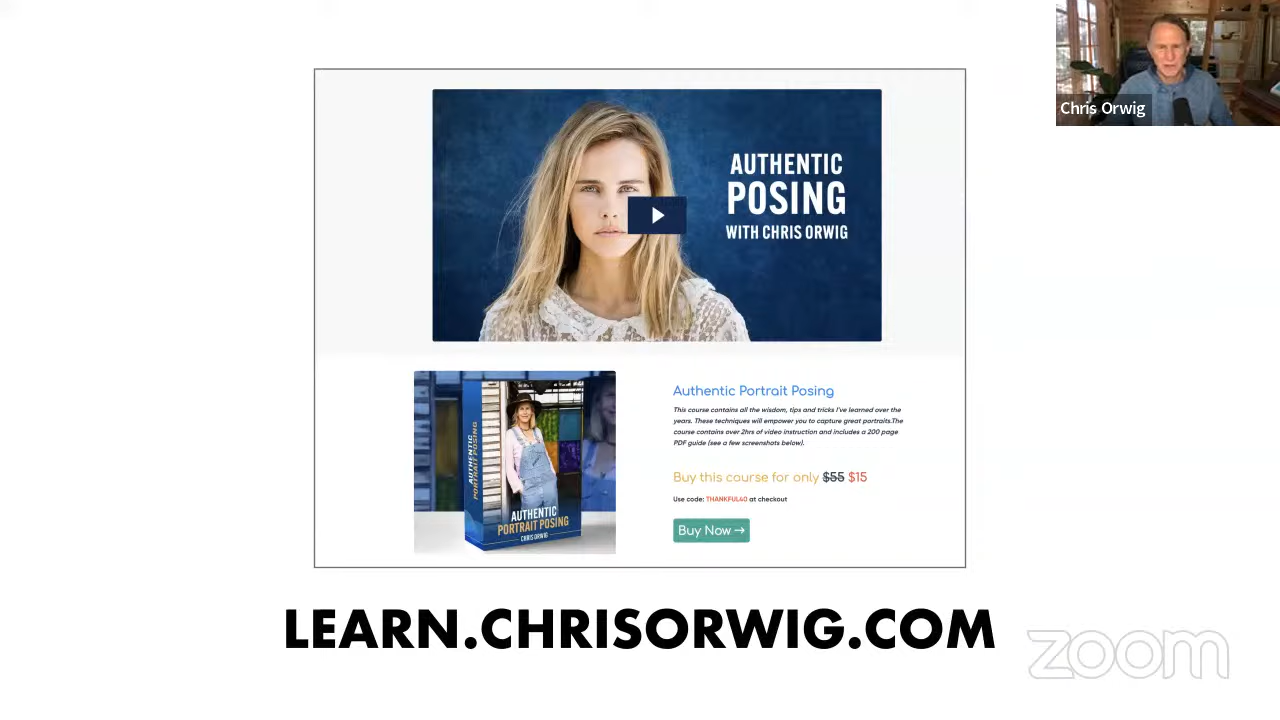 Chris Orwig
AUTHENTIC
POSING
WITH CHRIS ORWIG
AUTHENTIC
PORTRAIT POSING
AUTHENTIC
PORTRAIT POSING
CHRIS ORWIG
Authentic Portrait Posing
This course contains all the wisdom, tips and tricks I've learned over the
years. These techniques will empower you to capture great portraits.The
course contains over 2hrs of video instruction and includes a 200 page
PDF guide (see a few screenshots below).
Buy this course for only $55 $15
Use code: THANKFUL40 at checkout
Buy Now →
LEARN.CHRISORWIG.COM
zoom